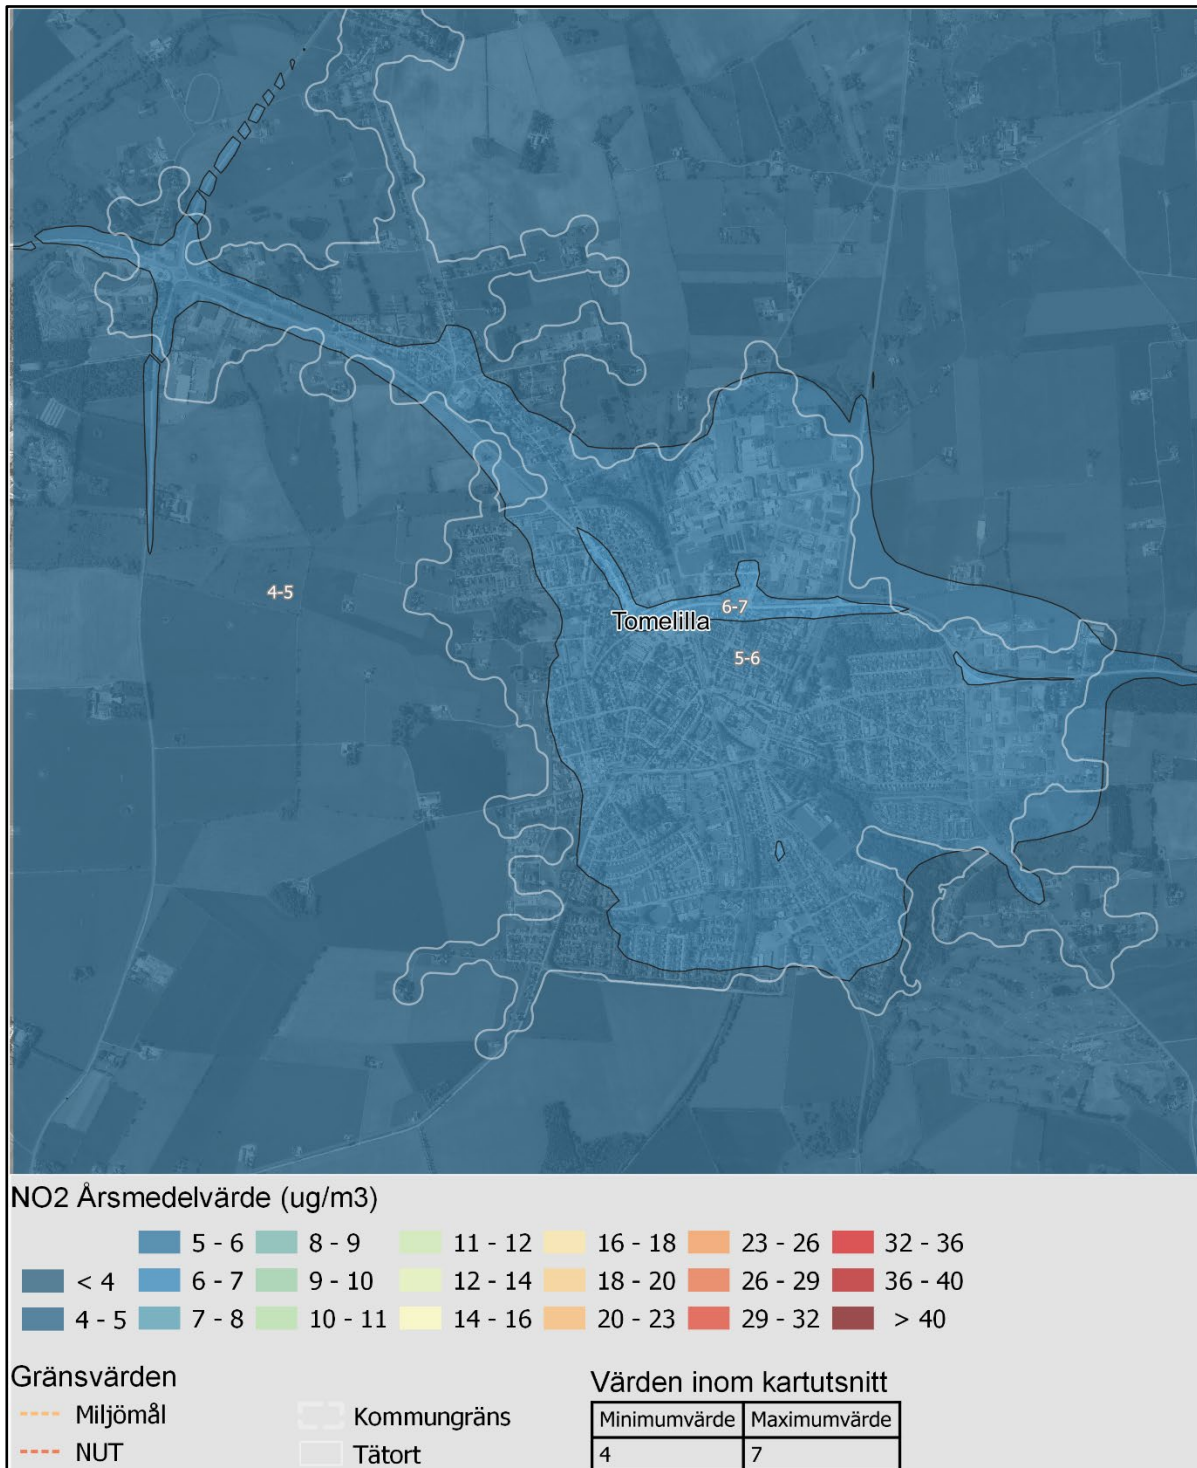 4-5
6-7
Tomelilla
5-6
NO2 Årsmedelvärde (ug/m3)
5 - 6 8 - 9 11 - 12 16 - 18 23 - 26 32 - 36
< 4 6 - 7 9 - 10 12 - 14 18 - 20 26 - 29 36 - 40
4 - 5 7 - 8 10 - 11 14 - 16 20 - 23 29 - 32 > 40
Gränsvärden
Miljömål Kommungräns
NUT Tätort
Värden inom kartutsnitt
Minimumvärde Maximumvärde
4 7